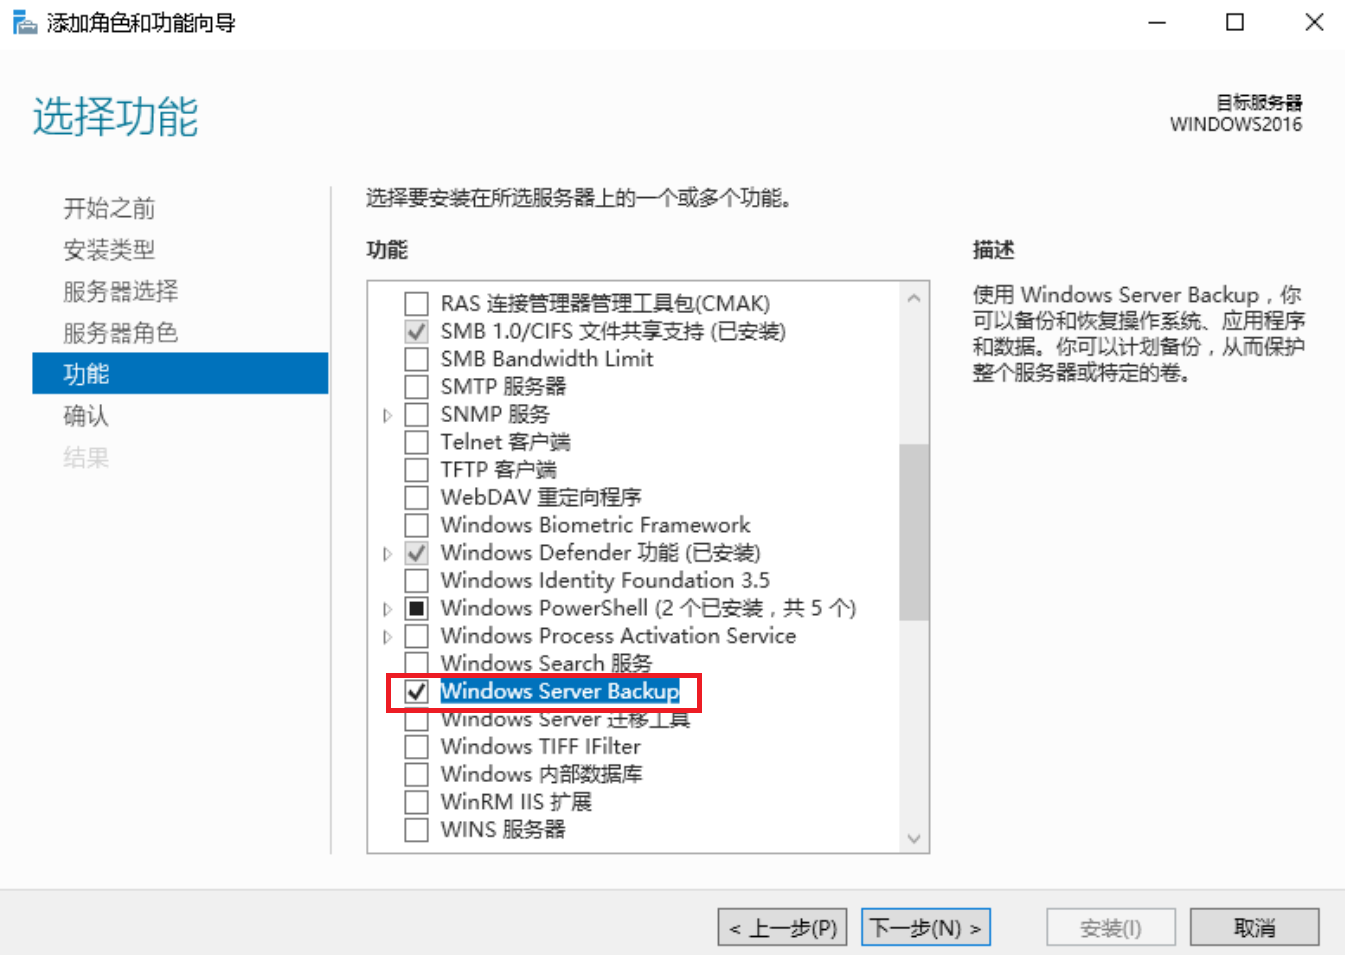 添加角色和功能向导
选择功能
目标服务器
WINDOWS2016
开始之前
安装类型
服务器选择
服务器角色
功能
确认
结果
选择要安装在所选服务器上的一个或多个功能。
功能
RAS 连接管理器管理工具包(CMAK)
SMB 1.0/CIFS 文件共享支持 (已安装)
SMB Bandwidth Limit
SMTP 服务器
SNMP 服务
Telnet 客户端
TFTP 客户端
WebDAV 重定向程序
Windows Biometric Framework
Windows Defender 功能 (已安装)
Windows Identity Foundation 3.5
Windows PowerShell (2 个已安装，共 5 个)
Windows Process Activation Service
Windows Search 服务
Windows Server Backup
Windows Server 迁移工具
Windows TIFF IFilter
Windows 内部数据库
WinRM IIS 扩展
WINS 服务器
描述
使用 Windows Server Backup，你
可以备份和恢复操作系统、应用程序
和数据。你可以计划备份，从而保护
整个服务器或特定的卷。
< 上一步(P)
下一步(N) >
安装(I)
取消